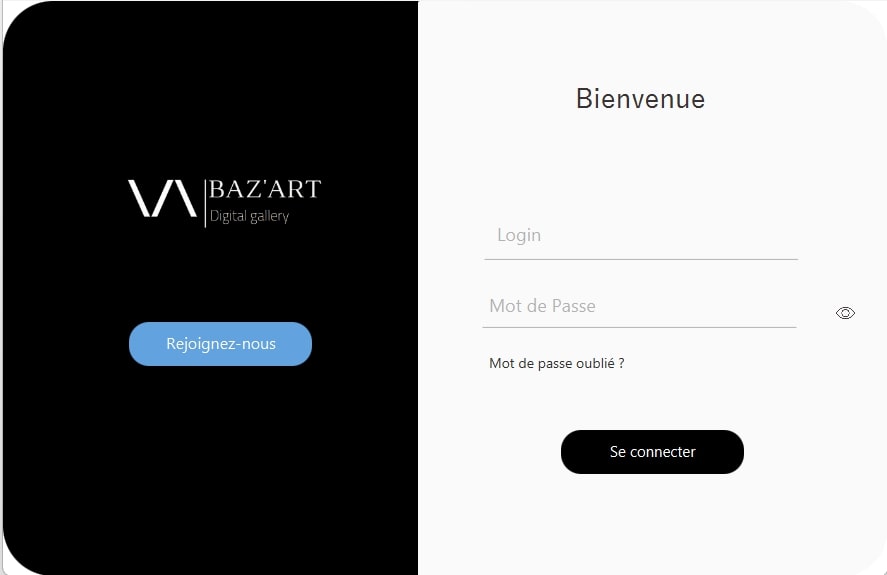 BAZ'ART
Digital gallery
Rejoignez-nous
Bienvenue
Login
Mot de Passe
Mot de passe oublié ?
Se connecter